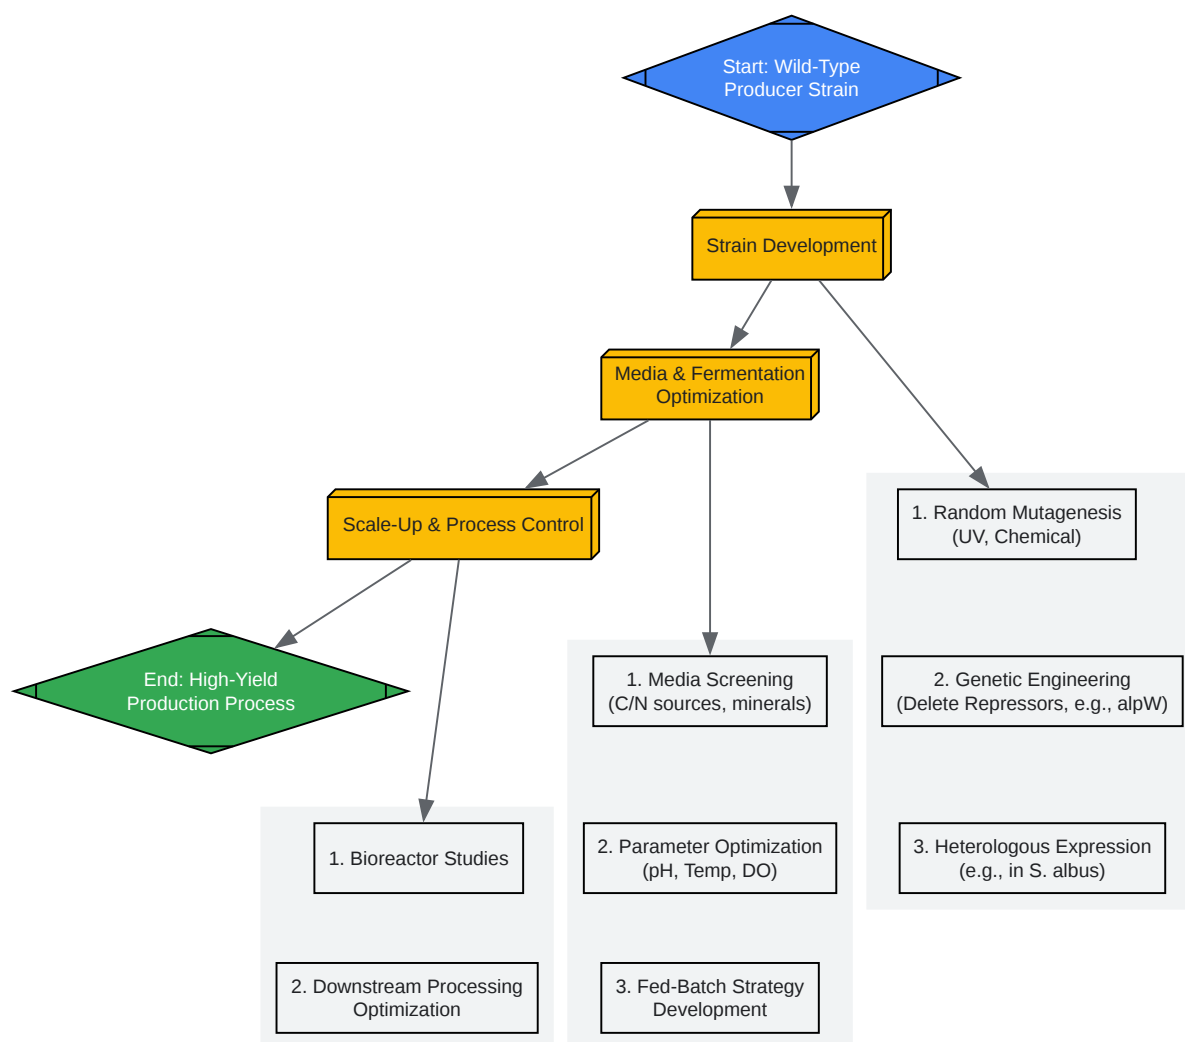 Start: Wild-Type
Producer Strain
Strain Development
Media & Fermentation
Optimization
Scale-Up & Process Control
End: High-Yield
Production Process
1. Random Mutagenesis
(UV, Chemical)
2. Genetic Engineering
(Delete Repressors, e.g., alpW)
3. Heterologous Expression
(e.g., in S. albus)
1. Media Screening
(C/N sources, minerals)
2. Parameter Optimization
(pH, Temp, DO)
3. Fed-Batch Strategy
Development
1. Bioreactor Studies
2. Downstream Processing
Optimization